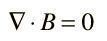 ∇ · B = 0